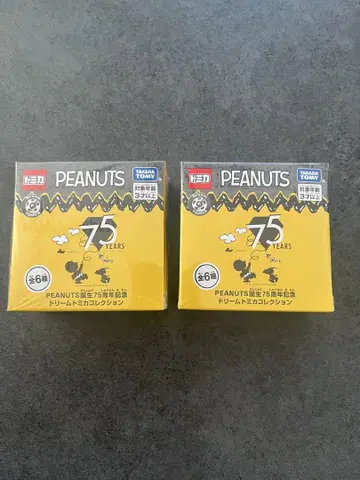 トミカ
PEANUTS
TAKARA TOMY
対象年齢
3才以上
75
YEARS
全6種
PEANUTS誕生75周年記念
ドリームトミカコレクション
トミカ
PEANUTS
TAKARA TOMY
対象年齢
3才以上
75
YEARS
全6種
PEANUTS誕生75周年記念
ドリームトミカコレクション